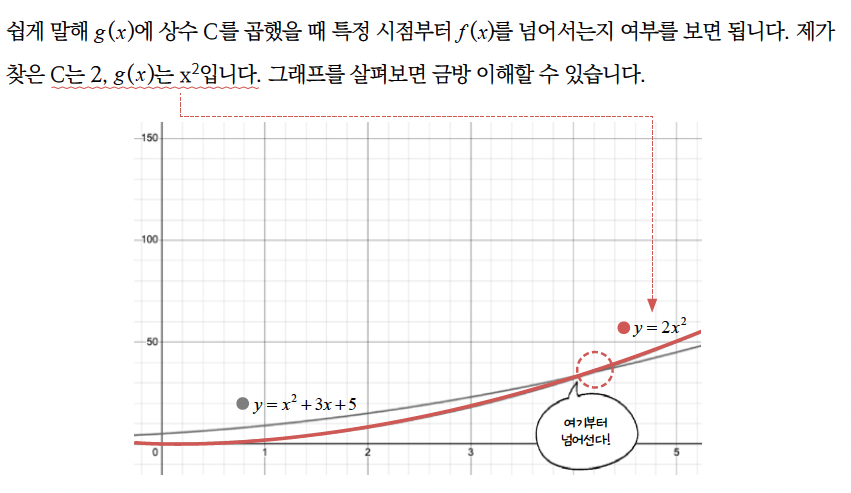 쉽게 말해 g(x)에 상수 C를 곱했을 때 특정 시점부터 f(x)를 넘어서는지 여부를 보면 됩니다. 제가
찾은 C는 2, g(x)는 x²입니다. 그래프를 살펴보면 금방 이해할 수 있습니다.
150
100
50
y = 2x²
y = x² + 3x + 5
여기부터
넘어선다!
0 1 2 3 5